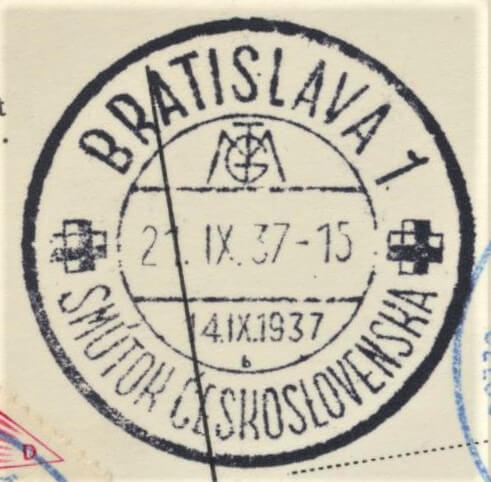 BRATISLAVA 1
TGM
21. IX. 37-15
14.IX.1937
b
SMÚTOK ČESKOSLOVENSKA
t
.
D